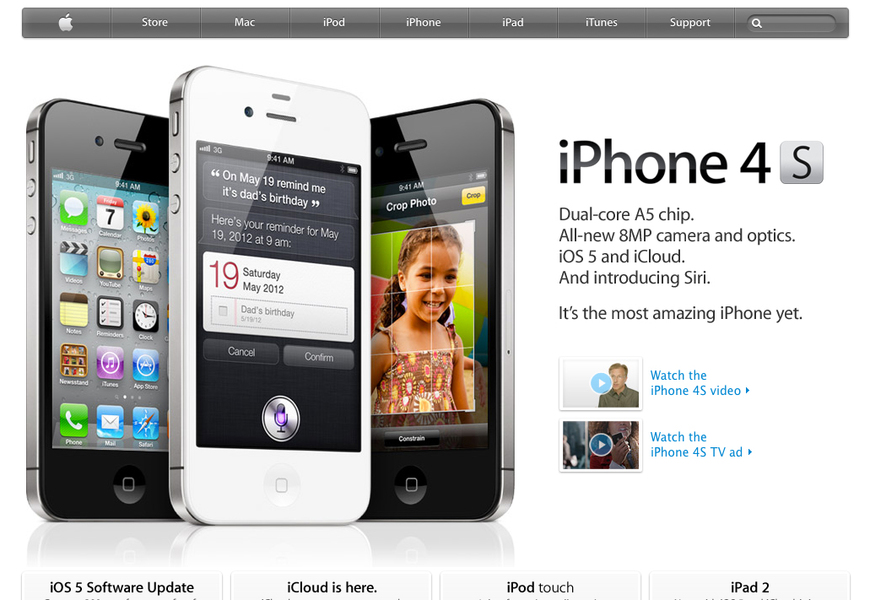 Store
Mac
iPod
iPhone
iPad
iTunes
Support
3G
9:41 AM
Messages
Friday
7
Calendar
Photos
Videos
YouTube
280
Maps
Notes
Reminders
Clock
Newsstand
iTunes
App Store
Phone
Mail
Safari
3G
9:41 AM
“ On May 19 remind me
it’s dad’s birthday ”
Here’s your reminder for May
19, 2012 at 9 am:
19
Saturday
May 2012
Dad’s birthday
5/19/12
Cancel
Confirm
9:41 AM
Crop Photo
Crop
Constrain
iPhone 4S
Dual-core A5 chip.
All-new 8MP camera and optics.
iOS 5 and iCloud.
And introducing Siri.
It’s the most amazing iPhone yet.
Watch the
iPhone 4S video
Watch the
iPhone 4S TV ad
iOS 5 Software Update
iCloud is here.
iPod touch
iPad 2